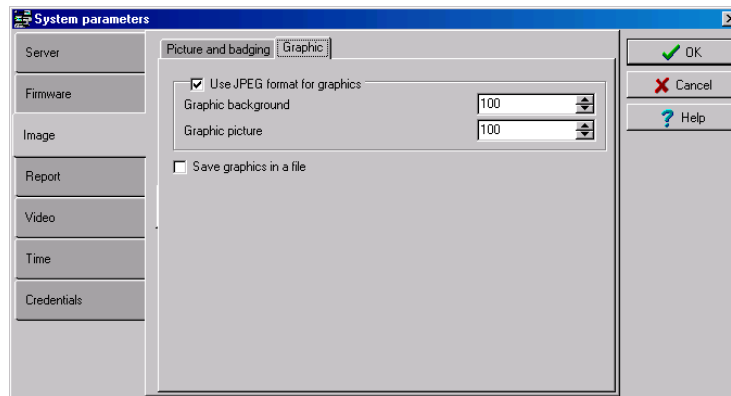 System parameters
Server
Firmware
Image
Report
Video
Time
Credentials
Picture and badging
Graphic
Use JPEG format for graphics
Graphic background 100
Graphic picture 100
Save graphics in a file
OK
Cancel
Help